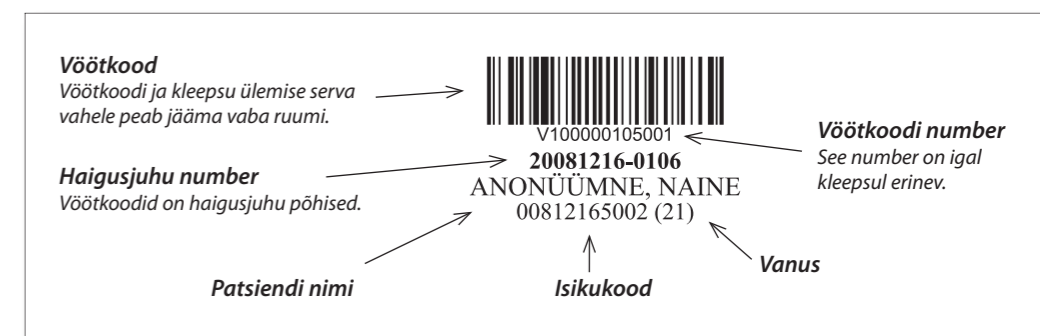 Vöötkood
Vöötkoodi ja kleepsu ülemise serva
vahele peab jääma vaba ruumi.
V100000105001
Vöötkoodi number
See number on igal
kleepsul erinev.
20081216-0106
Haigusjuhu number
Vöötkoodid on haigusjuhu põhised.
ANONÜÜMNE, NAINE
00812165002 (21)
Vanus
Patsiendi nimi
Isikukood